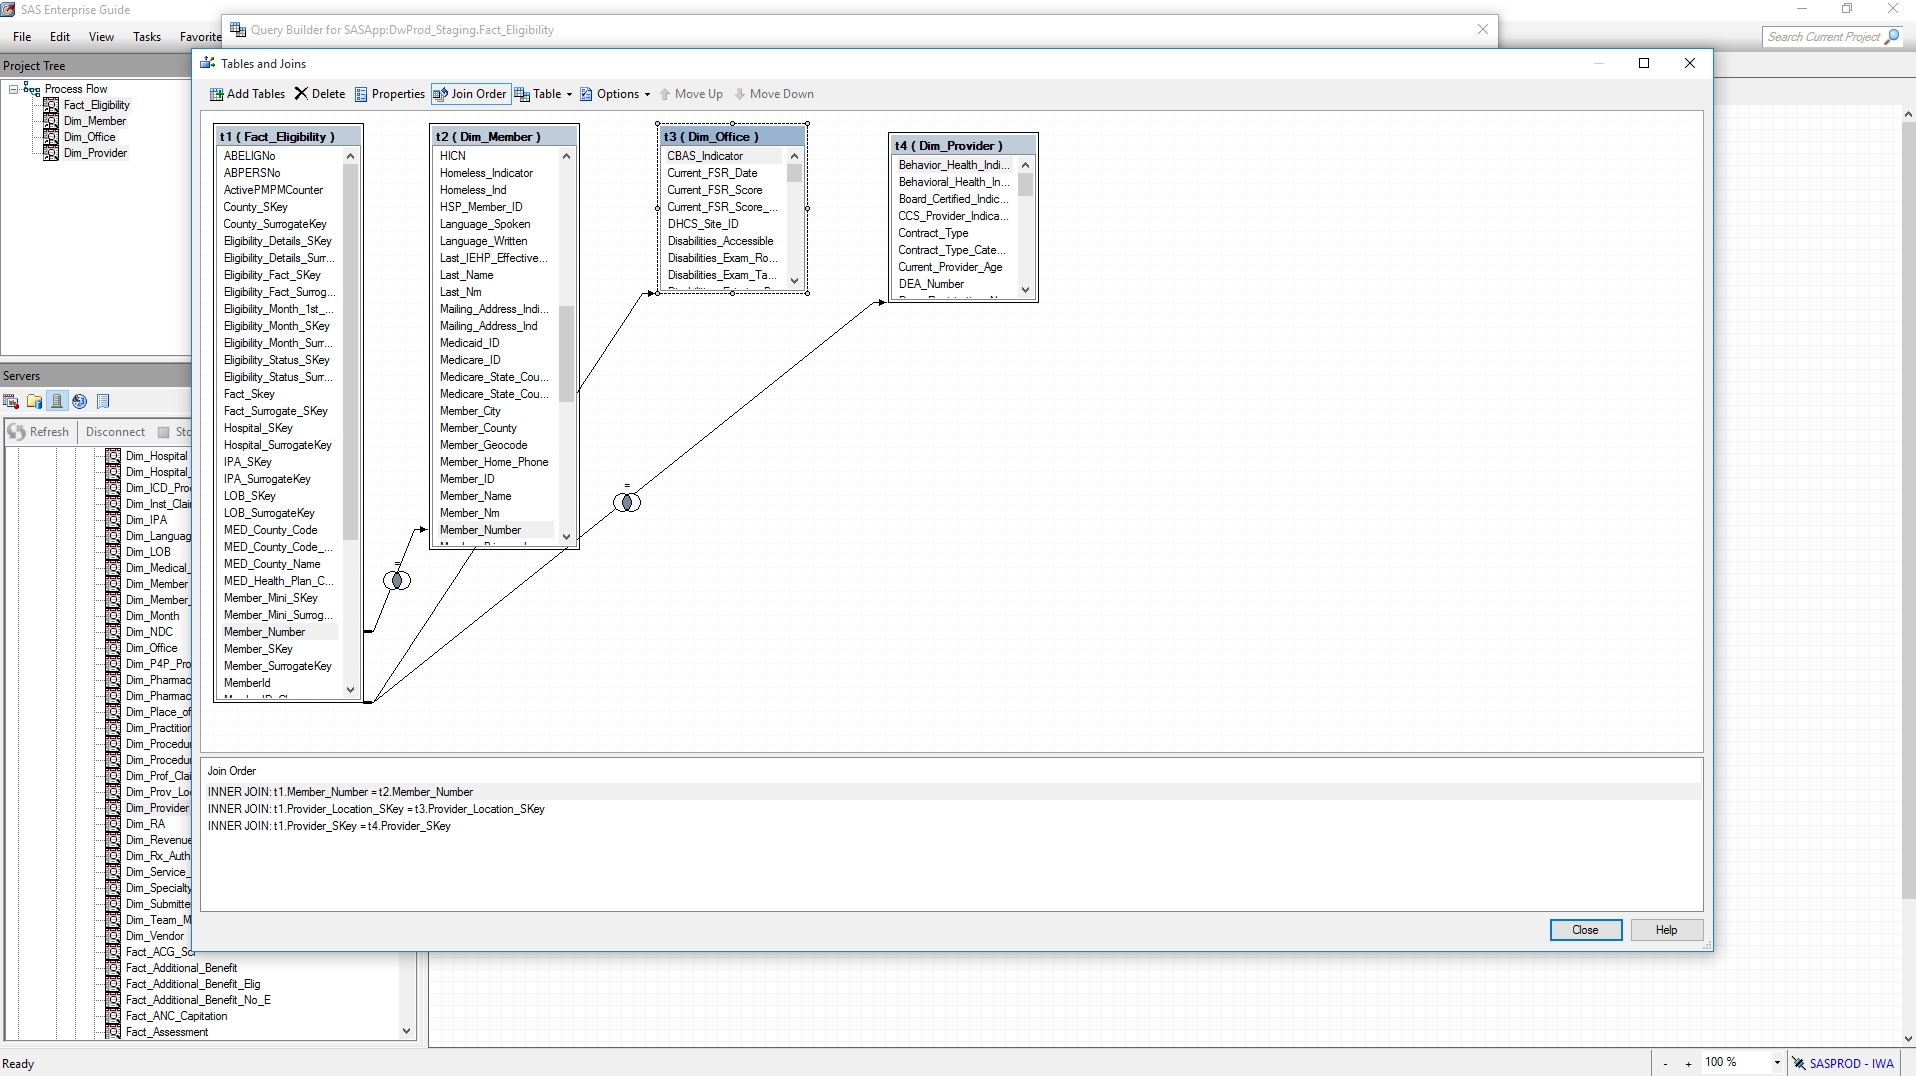 SAS Enterprise Guide
File Edit View Tasks Favorite
Search Current Project
Query Builder for SASApp:DwProd_Staging.Fact_Eligibility
Project Tree
Process Flow
Fact_Eligibility
Dim_Member
Dim_Office
Dim_Provider
Servers
Refresh Disconnect Sto
Dim_Hospital
Dim_Hospital_
Dim_ICD_Pro
Dim_Inst_Clai
Dim_IPA
Dim_Languag
Dim_LOB
Dim_Medical_
Dim_Member
Dim_Member_
Dim_Month
Dim_NDC
Dim_Office
Dim_P4P_Pro
Dim_Pharmac
Dim_Pharmac
Dim_Place_of
Dim_Practition
Dim_Procedu
Dim_Procedu
Dim_Prof_Clai
Dim_Prov_Lo
Dim_Provider
Dim_RA
Dim_Revenue
Dim_Rx_Auth
Dim_Service_
Dim_Specialty
Dim_Submitte
Dim_Team_M
Dim_Vendor
Fact_ACG_Sc
Fact_Additional_Benefit
Fact_Additional_Benefit_Elig
Fact_Additional_Benefit_No_E
Fact_ANC_Capitation
Fact_Assessment
Tables and Joins
Add Tables Delete Properties Join Order Table Options Move Up Move Down
t1 ( Fact_Eligibility )
ABELIGNo
ABPERSNo
ActivePMPMCounter
County_SKey
County_SurrogateKey
Eligibility_Details_SKey
Eligibility_Details_Surr...
Eligibility_Fact_SKey
Eligibility_Fact_Surrog...
Eligibility_Month_1st_...
Eligibility_Month_SKey
Eligibility_Month_Surr...
Eligibility_Status_SKey
Eligibility_Status_Surr...
Fact_Skey
Fact_Surrogate_SKey
Hospital_SKey
Hospital_SurrogateKey
IPA_SKey
IPA_SurrogateKey
LOB_SKey
LOB_SurrogateKey
MED_County_Code
MED_County_Code_...
MED_County_Name
MED_Health_Plan_C...
Member_Mini_SKey
Member_Mini_Surrog...
Member_Number
Member_SKey
Member_SurrogateKey
MemberId
t2 ( Dim_Member )
HICN
Homeless_Indicator
Homeless_Ind
HSP_Member_ID
Language_Spoken
Language_Written
Last_IEHP_Effective...
Last_Name
Last_Nm
Mailing_Address_Indi...
Mailing_Address_Ind
Medicaid_ID
Medicare_ID
Medicare_State_Cou...
Medicare_State_Cou...
Member_City
Member_County
Member_Geocode
Member_Home_Phone
Member_ID
Member_Name
Member_Nm
Member_Number
t3 ( Dim_Office )
CBAS_Indicator
Current_FSR_Date
Current_FSR_Score
Current_FSR_Score_...
DHCS_Site_ID
Disabilities_Accessible
Disabilities_Exam_Ro...
Disabilities_Exam_Ta...
t4 ( Dim_Provider )
Behavior_Health_Indi...
Behavioral_Health_In...
Board_Certified_Indic...
CCS_Provider_Indica...
Contract_Type
Contract_Type_Cate...
Current_Provider_Age
DEA_Number
=
=
Join Order
INNER JOIN: t1.Member_Number = t2.Member_Number
INNER JOIN: t1.Provider_Location_SKey = t3.Provider_Location_SKey
INNER JOIN: t1.Provider_SKey = t4.Provider_SKey
Close Help
Ready
- + 100 % SASPROD - IWA